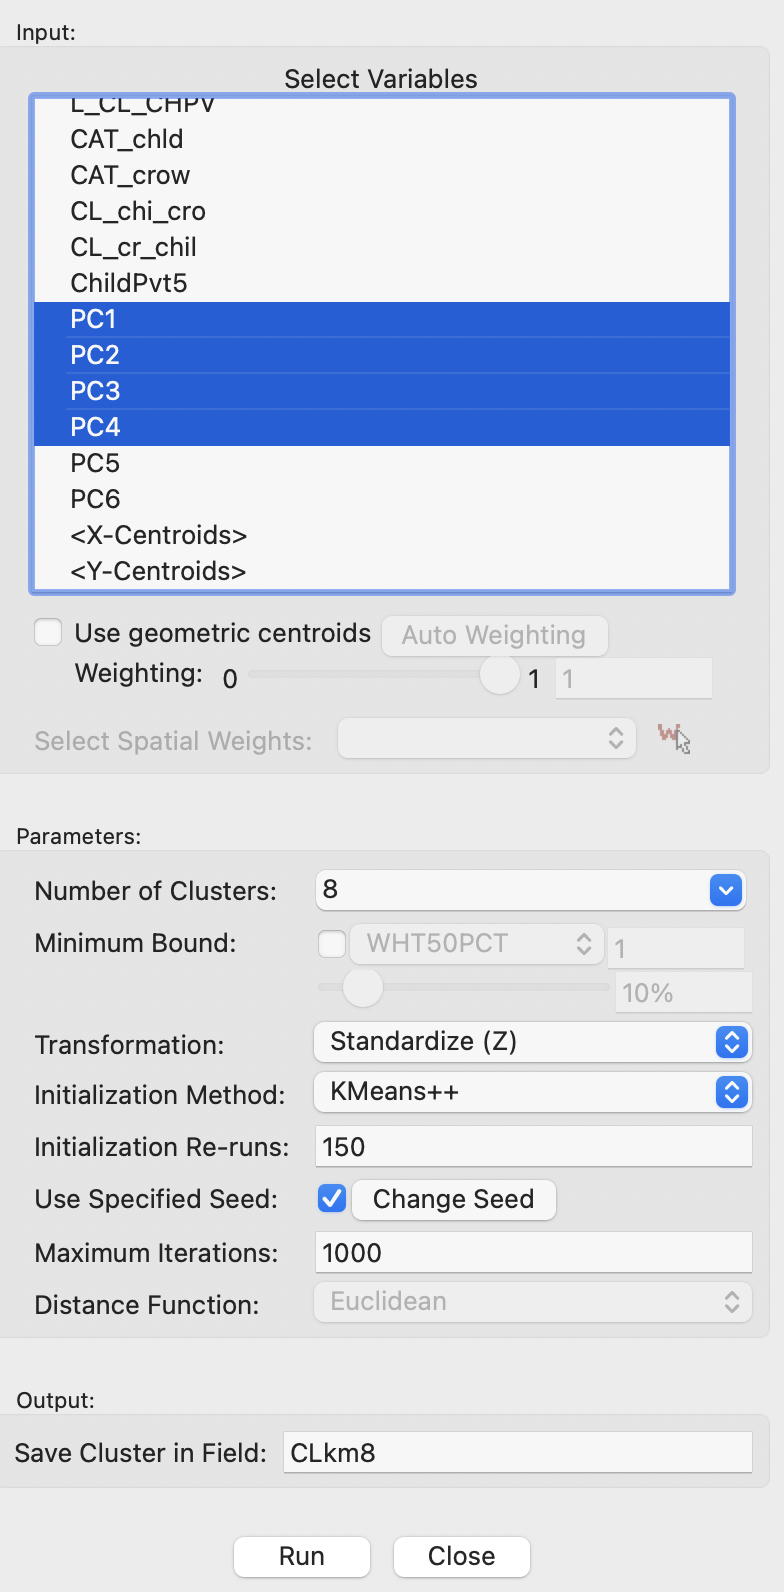 Input:
Select Variables
L_CL_CHPV
CAT_chld
CAT_crow
CL_chi_cro
CL_cr_chil
ChildPvt5
PC1
PC2
PC3
PC4
PC5
PC6
<X-Centroids>
<Y-Centroids>
Use geometric centroids Auto Weighting
Weighting: 0 1 1
Select Spatial Weights: W
Parameters:
Number of Clusters: 8
Minimum Bound: WHT50PCT 1
10%
Transformation: Standardize (Z)
Initialization Method: KMeans++
Initialization Re-runs: 150
Use Specified Seed: Change Seed
Maximum Iterations: 1000
Distance Function: Euclidean
Output:
Save Cluster in Field: CLkm8
Run Close